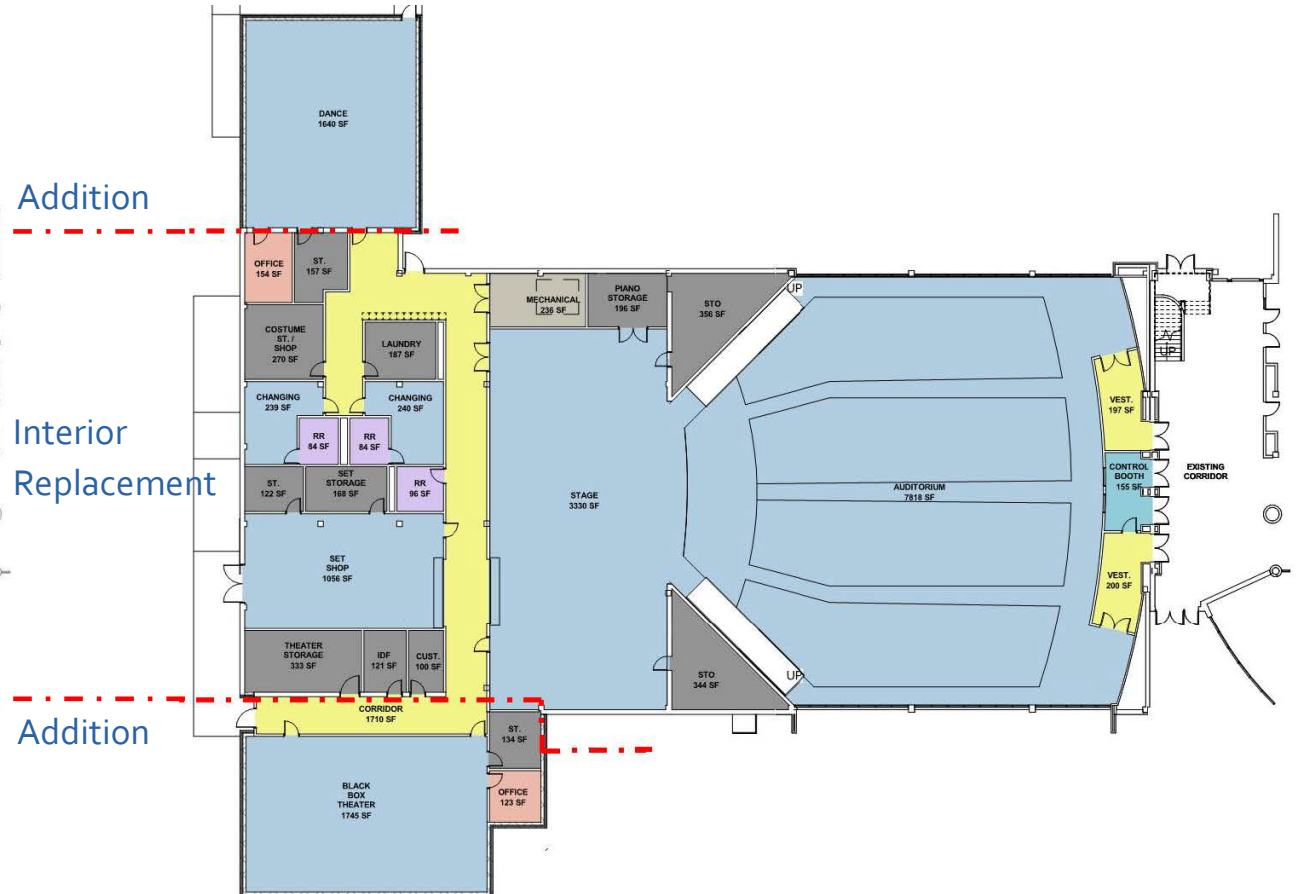 DANCE
1640 SF
Addition
OFFICE
154 SF
ST.
157 SF
COSTUME
ST. /
SHOP
270 SF
LAUNDRY
187 SF
MECHANICAL
236 SF
PIANO
STORAGE
196 SF
STO
356 SF
UP
UP
CHANGING
239 SF
CHANGING
240 SF
VEST.
197 SF
Interior
Replacement
RR
84 SF
RR
84 SF
ST.
122 SF
SET
STORAGE
168 SF
RR
96 SF
STAGE
3330 SF
AUDITORIUM
7818 SF
CONTROL
BOOTH
155 SF
EXISTING
CORRIDOR
SET
SHOP
1056 SF
VEST.
200 SF
THEATER
STORAGE
333 SF
IDF
121 SF
CUST.
100 SF
STO
344 SF
UP
Addition
CORRIDOR
1710 SF
ST.
134 SF
BLACK
BOX
THEATER
1745 SF
OFFICE
123 SF